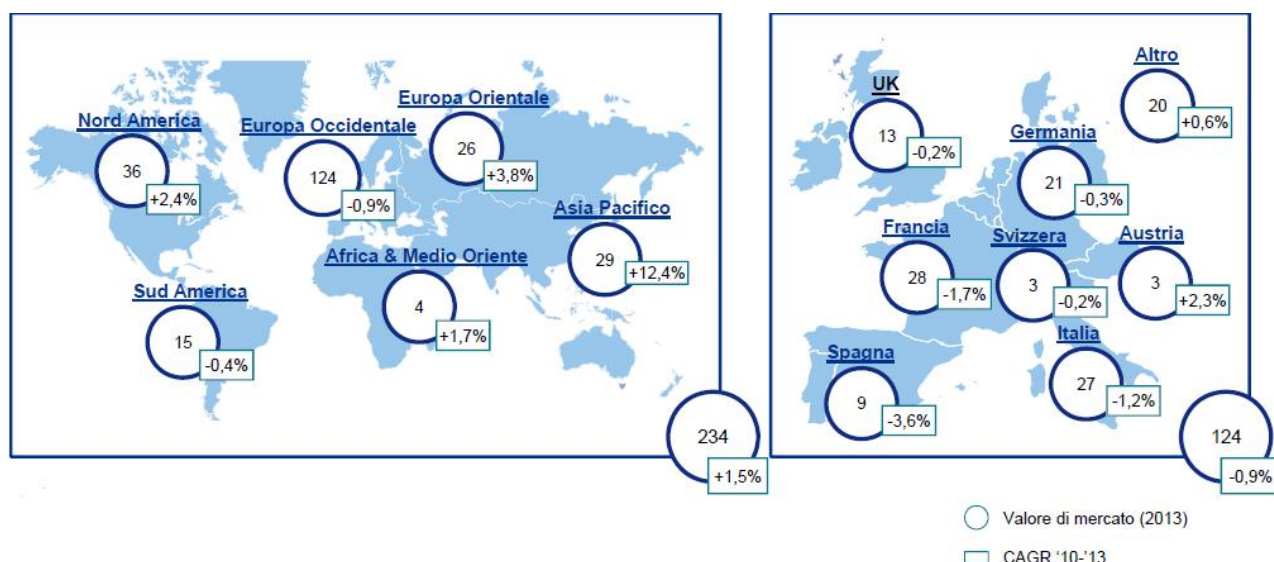 Nord America
36
+2,4%
Europa Occidentale
124
-0,9%
Europa Orientale
26
+3,8%
Asia Pacifico
29
+12,4%
Africa & Medio Oriente
4
+1,7%
Sud America
15
-0,4%
234
+1,5%
UK
13
-0,2%
Altro
20
+0,6%
Germania
21
-0,3%
Francia
28
-1,7%
Svizzera
3
-0,2%
Austria
3
+2,3%
Spagna
9
-3,6%
Italia
27
-1,2%
124
-0,9%
Valore di mercato (2013)
CAGR '10-'13